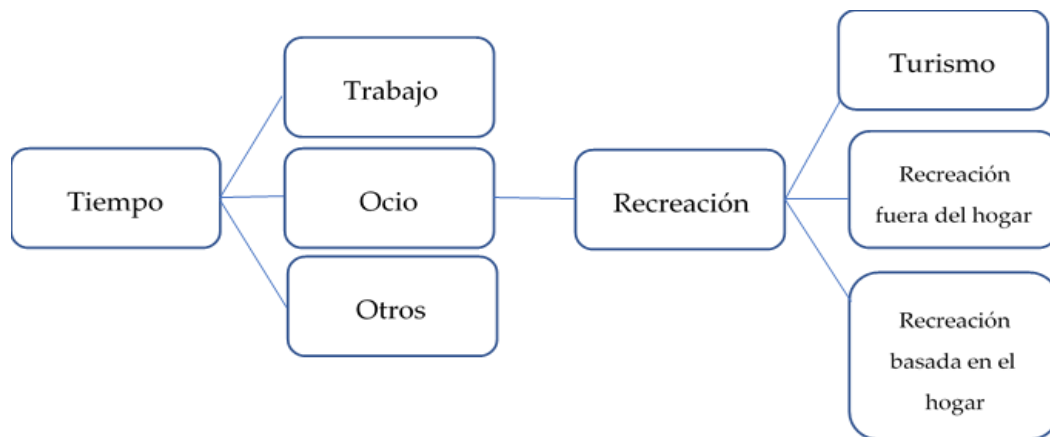 Tiempo
Trabajo
Ocio
Otros
Recreación
Turismo
Recreación
fuera del hogar
Recreación
basada en el
hogar